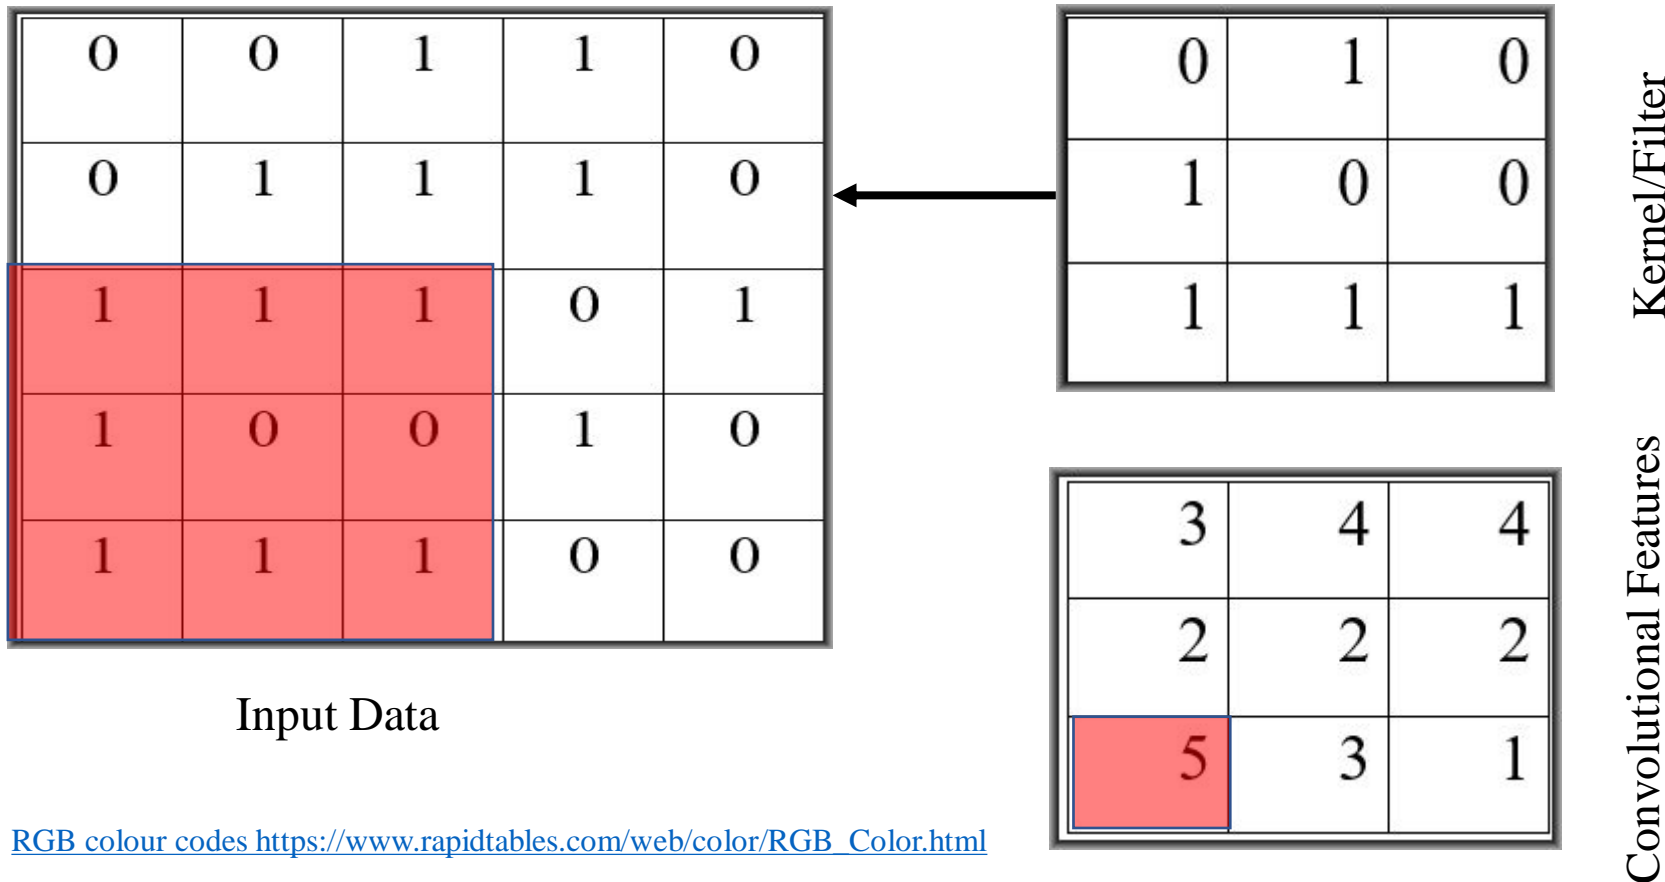 0 0 1 1 0
0 1 1 1 0
1 1 1 0 1
1 0 0 1 0
1 1 1 0 0
Input Data
0 1 0
1 0 0
1 1 1
Kernel/Filter
3 4 4
2 2 2
5 3 1
Convolutional Features
RGB colour codes https://www.rapidtables.com/web/color/RGB_Color.html